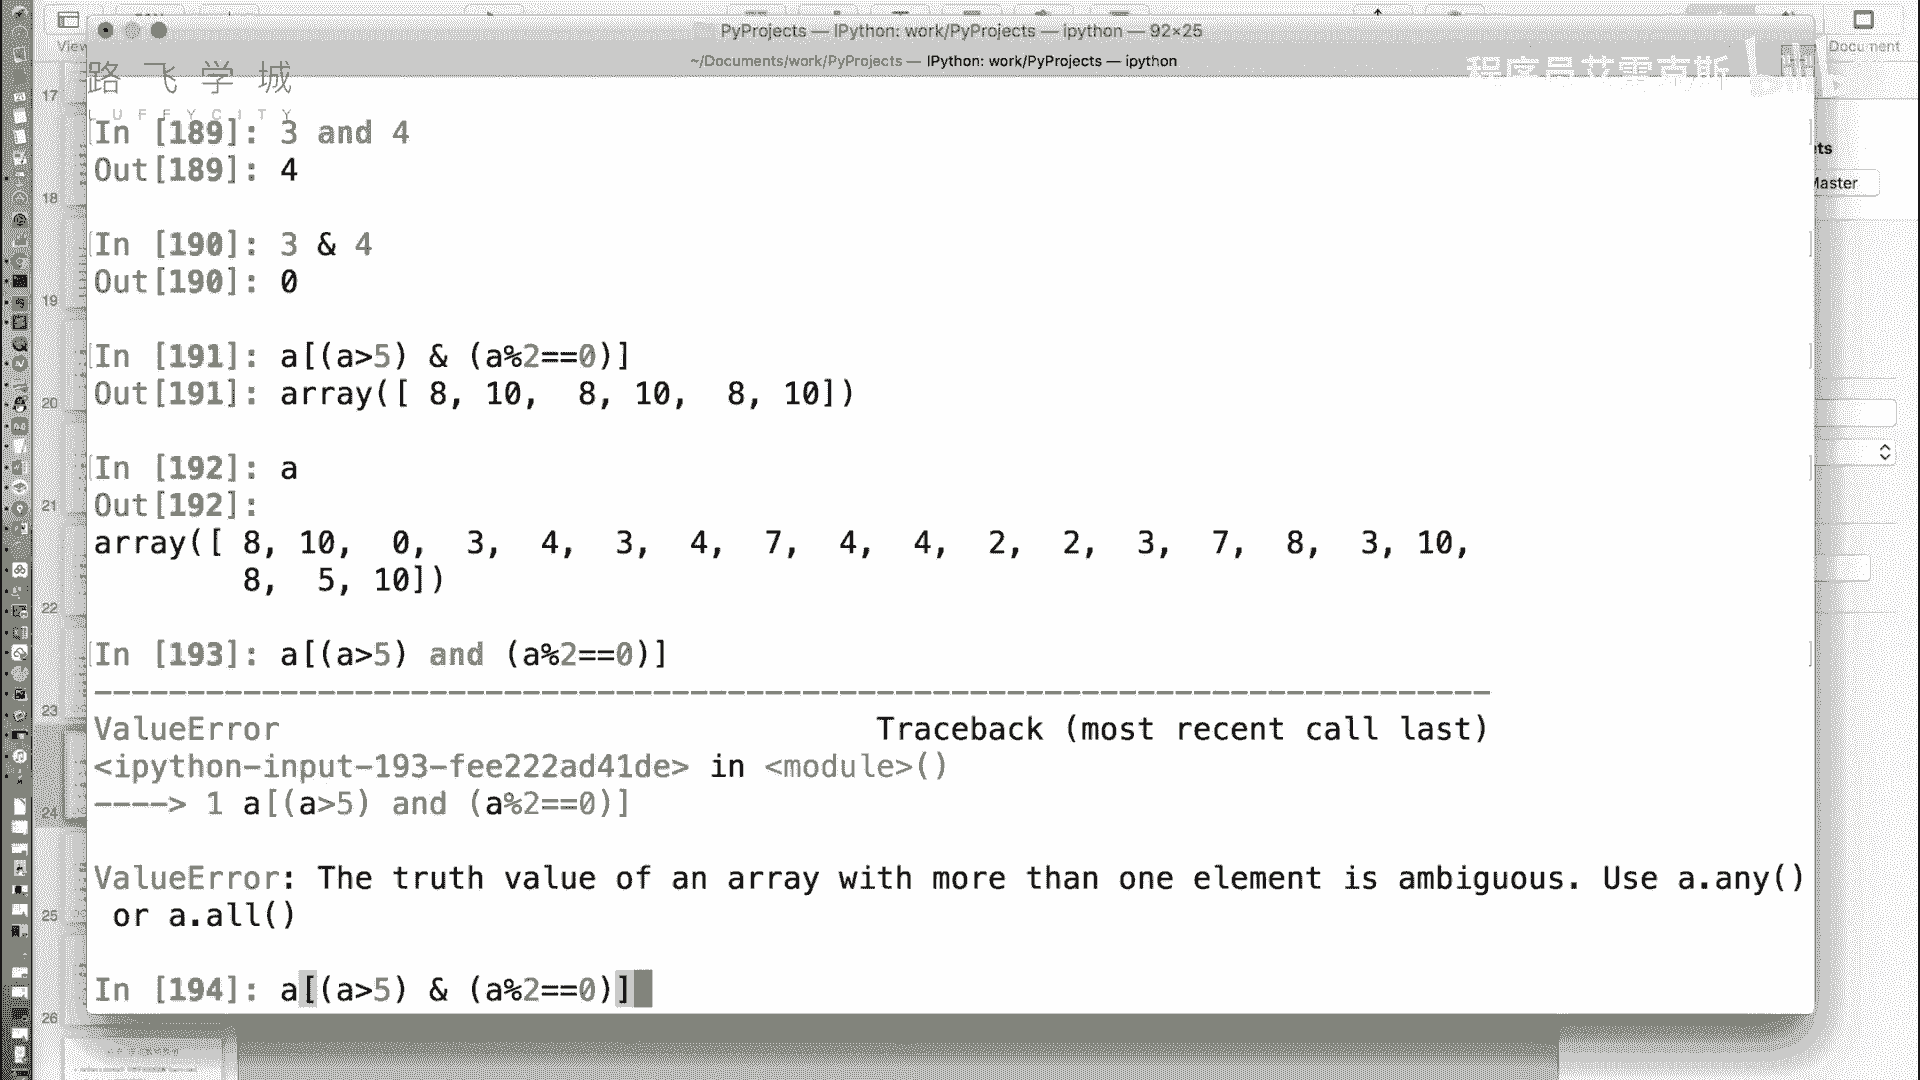 PyProjects — IPython: work/PyProjects — ipython — 92×25
~/Documents/work/PyProjects — IPython: work/PyProjects — ipython
View
Document
路飞学城
LUFFYCITY
程序员艾雷克斯
In [189]: 3 and 4
Out[189]: 4
In [190]: 3 & 4
Out[190]: 0
In [191]: a[(a>5) & (a%2==0)]
Out[191]: array([ 8, 10,  8, 10,  8, 10])
In [192]: a
Out[192]:
array([ 8, 10,  0,  3,  4,  3,  4,  7,  4,  4,  2,  2,  3,  7,  8,  3, 10,
        8,  5, 10])
In [193]: a[(a>5) and (a%2==0)]
---------------------------------------------------------------------------
ValueError                                Traceback (most recent call last)
<ipython-input-193-fee222ad41de> in <module>()
----> 1 a[(a>5) and (a%2==0)]
ValueError: The truth value of an array with more than one element is ambiguous. Use a.any()
 or a.all()
In [194]: a[(a>5) & (a%2==0)]
ts
Master
17
18
19
20
21
22
23
24
25
26